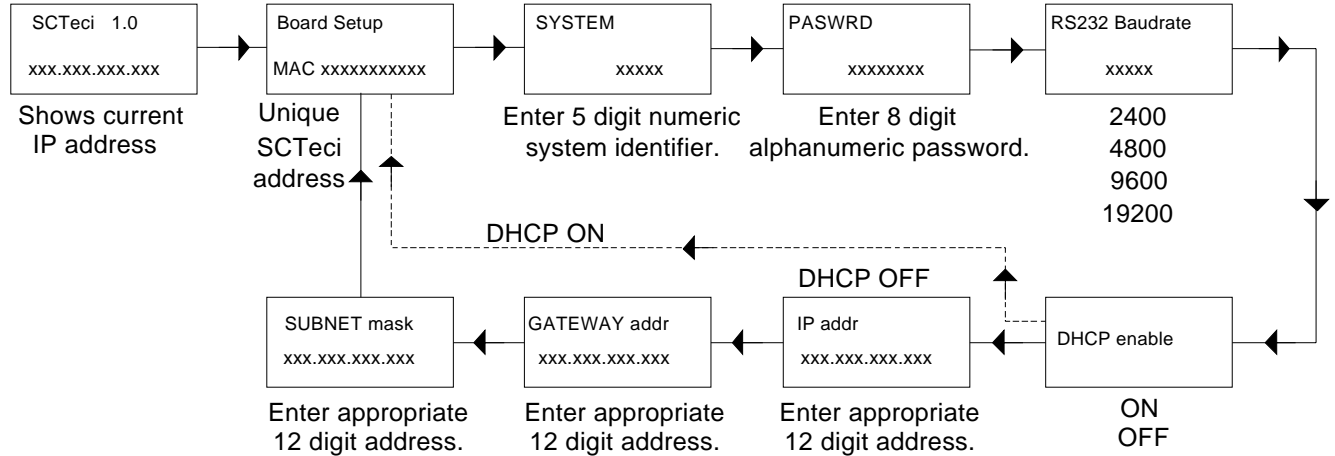 SCTeci 1.0
xxx.xxx.xxx.xxx
Shows current
IP address
Board Setup
MAC xxxxxxxxxxx
Unique
SCTeci
address
SYSTEM
xxxxx
Enter 5 digit numeric
system identifier.
PASWRD
xxxxxxxx
Enter 8 digit
alphanumeric password.
RS232 Baudrate
xxxxx
2400
4800
9600
19200
DHCP ON
DHCP OFF
SUBNET mask
xxx.xxx.xxx.xxx
Enter appropriate
12 digit address.
GATEWAY addr
xxx.xxx.xxx.xxx
Enter appropriate
12 digit address.
IP addr
xxx.xxx.xxx.xxx
Enter appropriate
12 digit address.
DHCP enable
ON
OFF